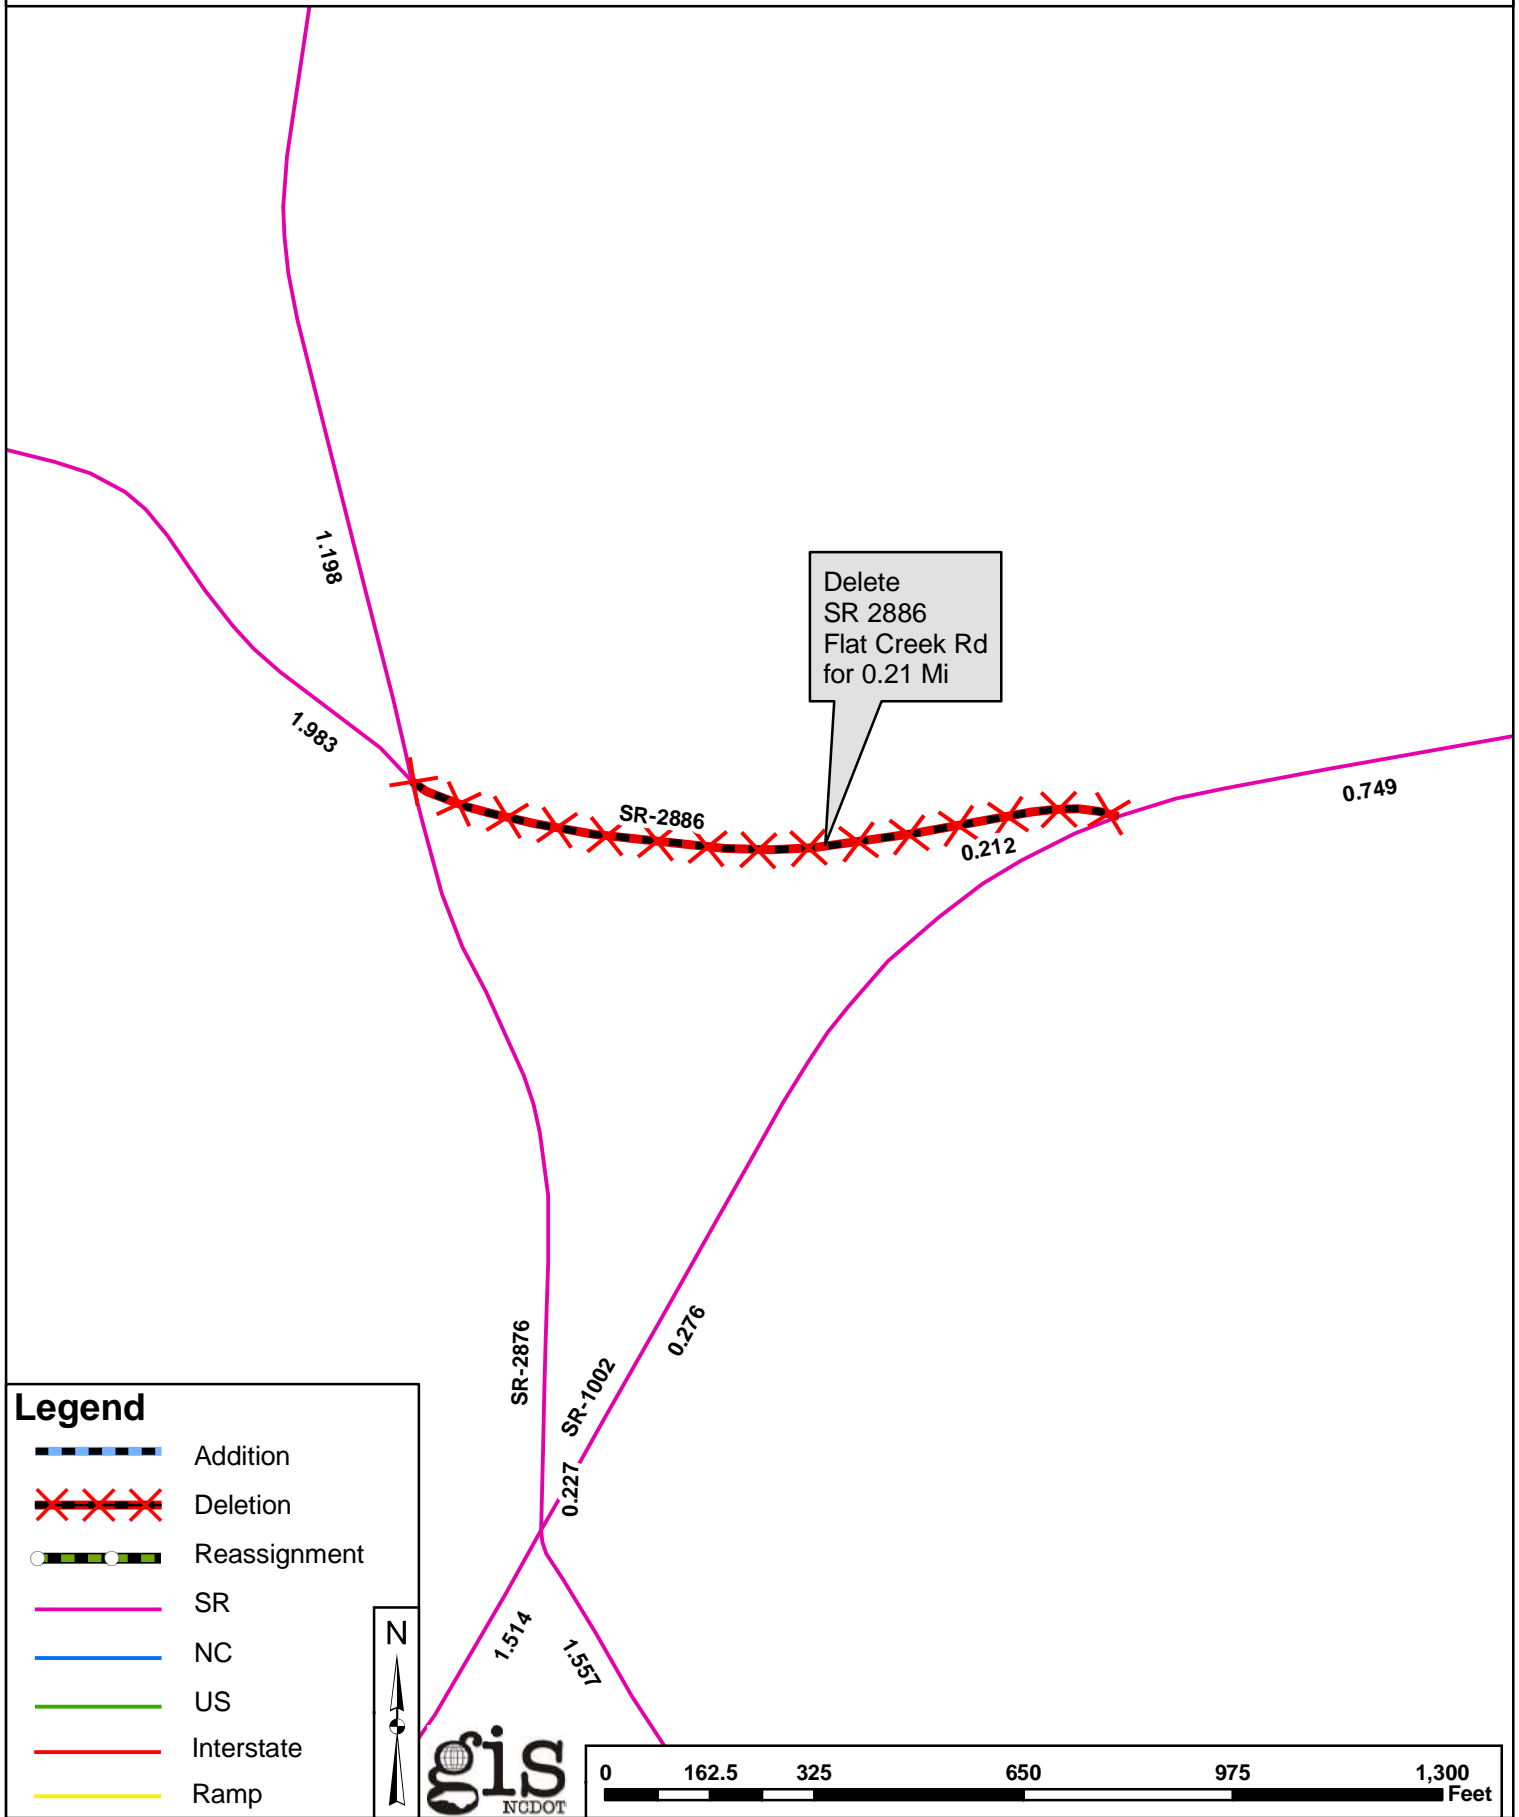 1.198
1.983
Delete
SR 2886
Flat Creek Rd
for 0.21 Mi
0.749
SR-2886
0.212
SR-2876
SR-1002
0.276
0.227
1.514
1.557
Legend
Addition
Deletion
Reassignment
SR
NC
US
Interstate
Ramp
N
gis
NCDOT
0 162.5 325 650 975 1,300
Feet